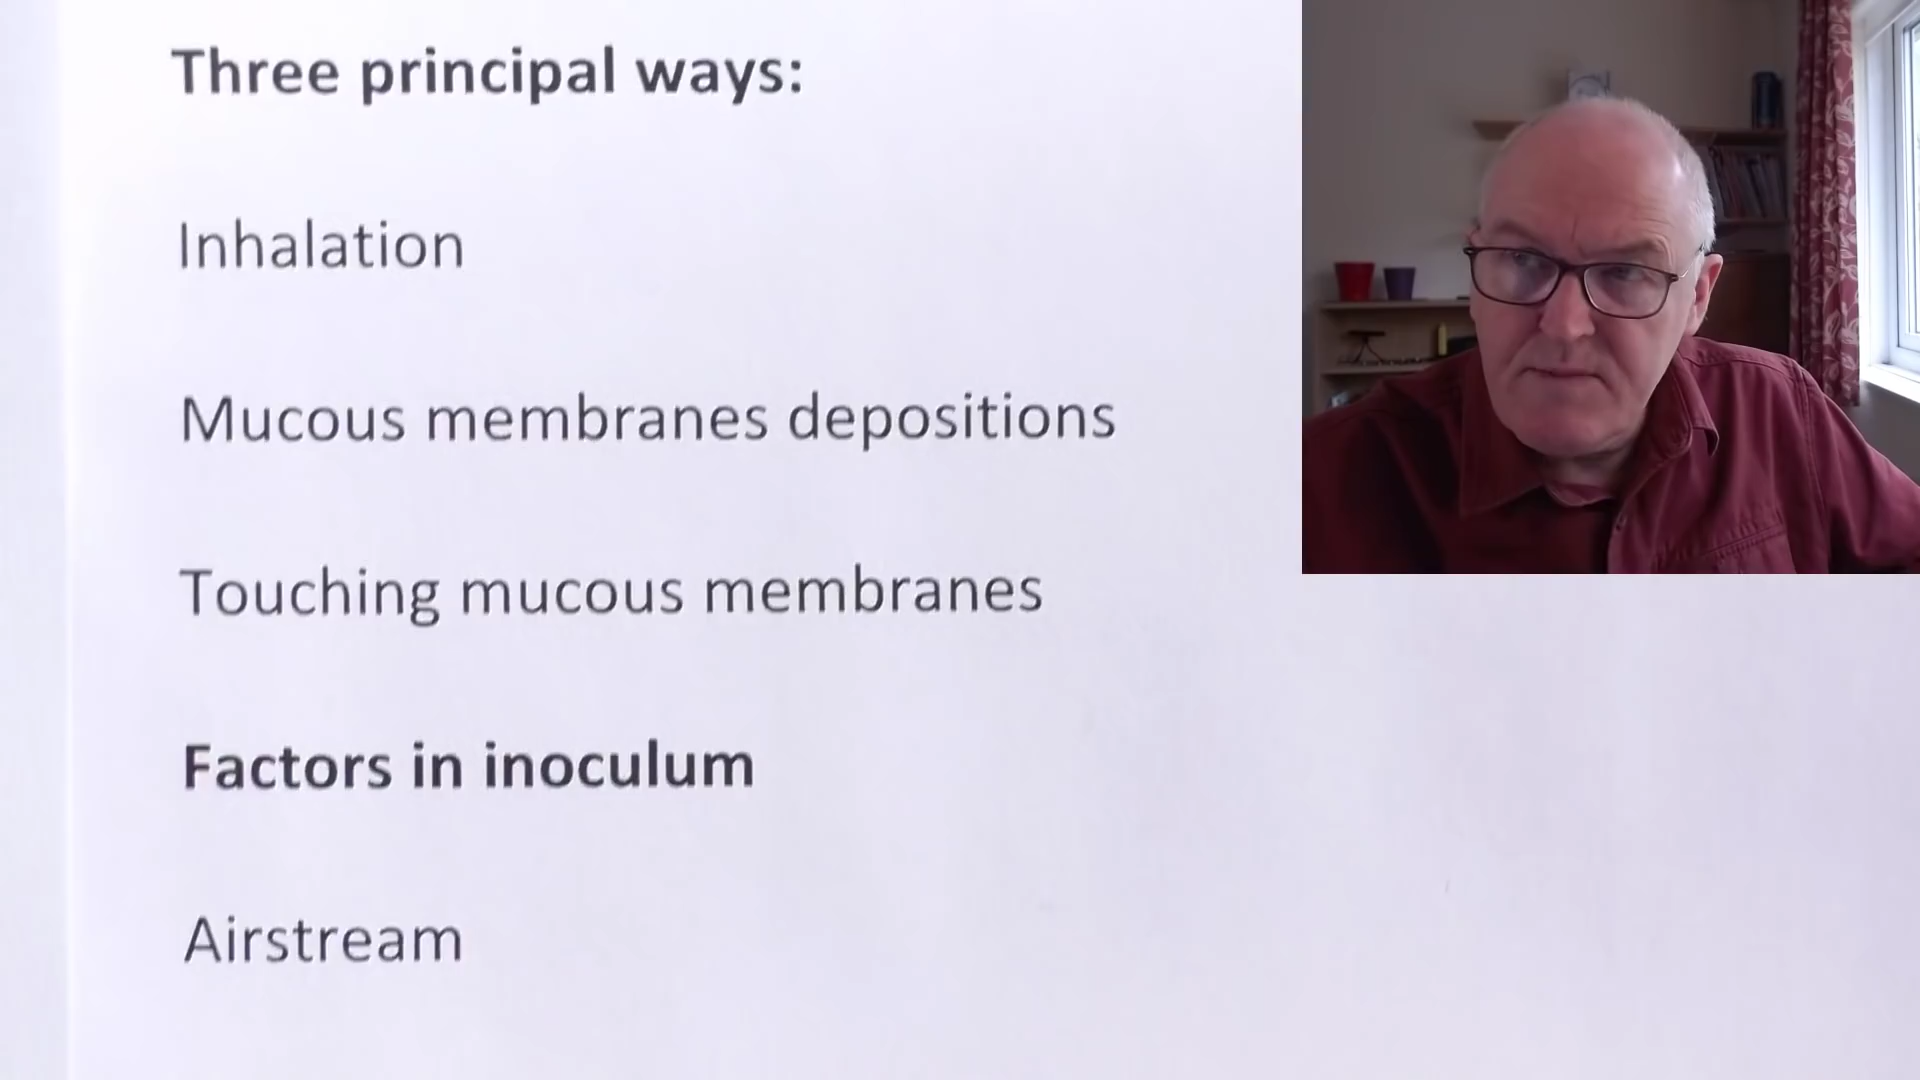 Three principal ways:
Inhalation
Mucous membranes depositions
Touching mucous membranes
Factors in inoculum
Airstream